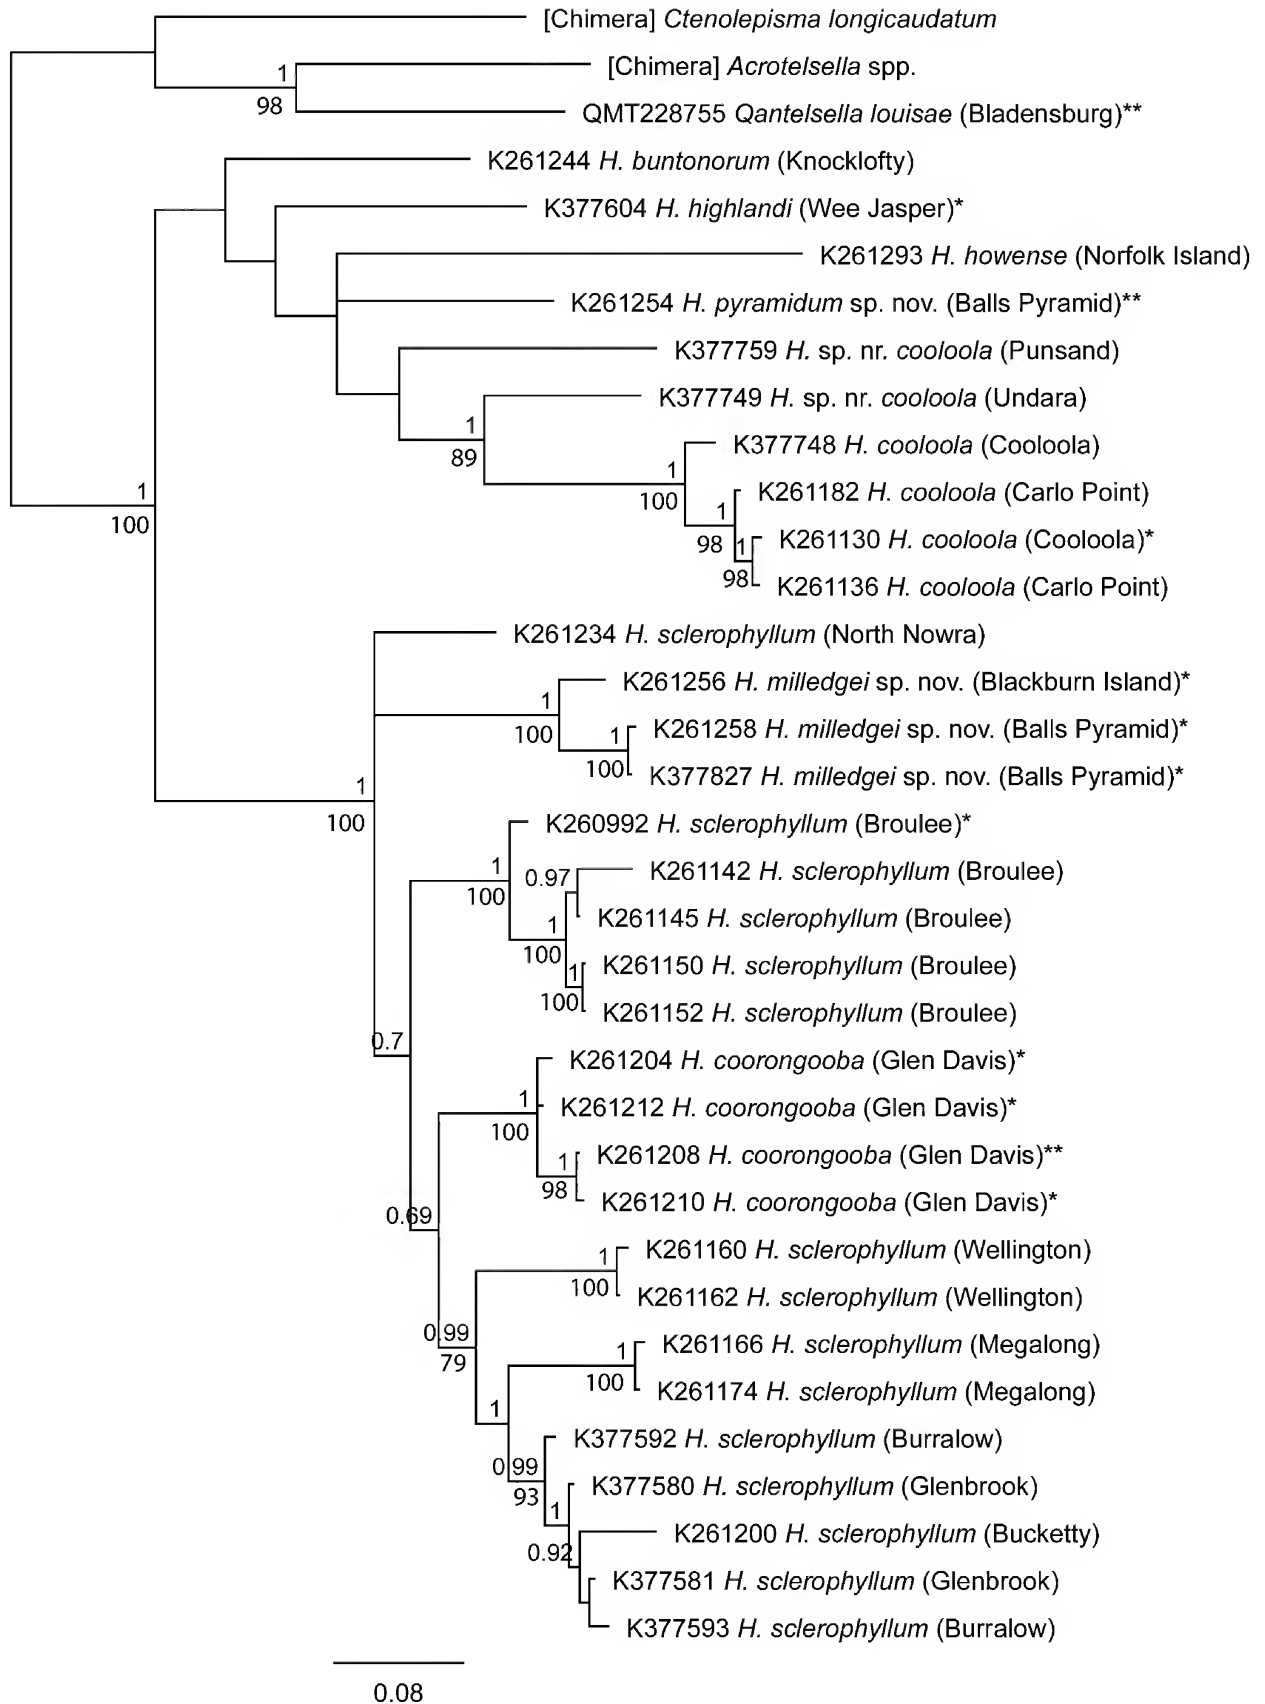 [Chimera] Ctenolepisma longicaudatum
[Chimera] Acrotelsella spp.
1
98
QMT228755 Qantelsella louisae (Bladensburg)**
K261244 H. buntonorum (Knocklofty)
K377604 H. highlandi (Wee Jasper)*
K261293 H. howense (Norfolk Island)
K261254 H. pyramidum sp. nov. (Balls Pyramid)**
K377759 H. sp. nr. cooloola (Punsand)
K377749 H. sp. nr. cooloola (Undara)
1
89
K377748 H. cooloola (Cooloola)
1
100
K261182 H. cooloola (Carlo Point)
1
98
1
100
K261130 H. cooloola (Cooloola)*
1
98
K261136 H. cooloola (Carlo Point)
K261234 H. sclerophyllum (North Nowra)
K261256 H. milledgei sp. nov. (Blackburn Island)*
1
100
K261258 H. milledgei sp. nov. (Balls Pyramid)*
1
100
K377827 H. milledgei sp. nov. (Balls Pyramid)*
1
100
K260992 H. sclerophyllum (Broulee)*
1
100
K261142 H. sclerophyllum (Broulee)
0.97
K261145 H. sclerophyllum (Broulee)
1
100
K261150 H. sclerophyllum (Broulee)
1
100
K261152 H. sclerophyllum (Broulee)
0.7
K261204 H. coorongooba (Glen Davis)*
1
100
K261212 H. coorongooba (Glen Davis)*
K261208 H. coorongooba (Glen Davis)**
1
98
K261210 H. coorongooba (Glen Davis)*
0.69
K261160 H. sclerophyllum (Wellington)
1
100
K261162 H. sclerophyllum (Wellington)
0.99
79
K261166 H. sclerophyllum (Megalong)
1
100
K261174 H. sclerophyllum (Megalong)
1
K377592 H. sclerophyllum (Burralow)
0.99
93
K377580 H. sclerophyllum (Glenbrook)
1
K261200 H. sclerophyllum (Bucketty)
0.92
K377581 H. sclerophyllum (Glenbrook)
K377593 H. sclerophyllum (Burralow)
0.08